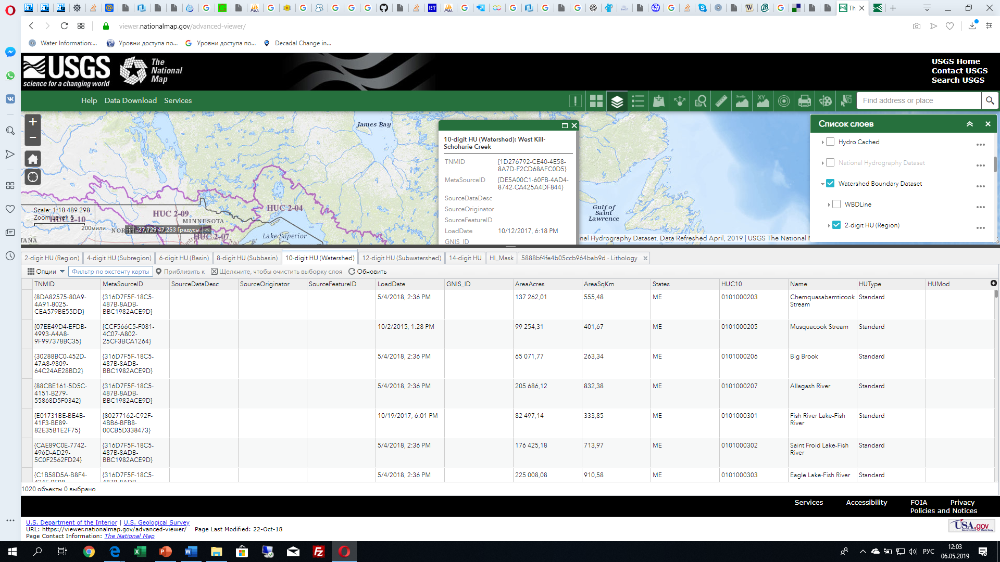 viewer.nationalmap.gov/advanced-viewer/
Water Information:...
Уровни доступа по...
Уровни доступа по...
Decadal Change in...
USGS
science for a changing world
The
National
Map
USGS Home
Contact USGS
Search USGS
Help
Data Download
Services
Find address or place
James Bay
HUC 2-09
HUC 2-04
HUC 2-10
HUC 2-07
MINNESOTA
Lake Superior
Gulf of
Saint
Lawrence
Scale: 1:18 489 298
Zoom Level: 5
200мили
-27,729 47,253 Градусы
TANA
nal Hydrography Dataset. Data Refreshed April, 2019 | USGS The National M
10-digit HU (Watershed): West Kill-
Schoharie Creek
TNMID {1D276792-CE40-4E58-
8A7D-F2CD68AFC0D5}
MetaSourceID {DE5A00C1-60FB-4AD4-
8742-CA425A4DF844}
SourceDataDesc
SourceOriginator
SourceFeatureID
LoadDate 10/12/2017, 6:18 PM
GNIS_ID
Список слоев
Hydro Cached
National Hydrography Dataset
Watershed Boundary Dataset
WBDLine
2-digit HU (Region)
2-digit HU (Region) 4-digit HU (Subregion) 6-digit HU (Basin) 8-digit HU (Subbasin) 10-digit HU (Watershed) 12-digit HU (Subwatershed) 14-digit HU HI_Mask 5888bf4fe4b05ccb964bab9d - Lithology
Опции Фильтр по экстенту карты Приблизить к Щелкните, чтобы очистить выборку слоя Обновить
TNMID MetaSourceID SourceDataDesc SourceOriginator SourceFeatureID LoadDate GNIS_ID AreaAcres AreaSqKm States HUC10 Name HUType HUMod
{8DA82575-80A9- {316D7F5F-18C5- 5/4/2018, 2:36 PM 137 262,01 555,48 ME 0101000203 Chemquasabamticook Standard
4A91-8025- 487B-8ADB- Stream
CEA579BE55DD} BBC1982ACE9D}
{07EE49D4-EFDB- {CCF566C5-F081- 10/2/2015, 1:28 PM 99 254,31 401,67 ME 0101000205 Musquacook Stream Standard
4993-A4A8- 4C07-A802-
9F997378BC35} 25CF3BCA1264}
{30288BC0-452D- {316D7F5F-18C5- 5/4/2018, 2:36 PM 65 071,77 263,34 ME 0101000206 Big Brook Standard
47A8-9809- 487B-8ADB-
64C24AE28BD2} BBC1982ACE9D}
{88CBE161-5D5C- {316D7F5F-18C5- 5/4/2018, 2:36 PM 205 686,12 832,38 ME 0101000207 Allagash River Standard
4151-B279- 487B-8ADB-
55868D5F0342} BBC1982ACE9D}
{E01731BE-BE4B- {80277162-C92F- 10/19/2017, 6:01 PM 82 497,14 333,85 ME 0101000301 Fish River Lake-Fish Standard
41F3-BE89- 4BB6-BFB8- River
82E35B1E2F75} 00CB5D338473}
{CAE89C0E-7742- {316D7F5F-18C5- 5/4/2018, 2:36 PM 176 425,18 713,97 ME 0101000302 Saint Froid Lake-Fish Standard
496D-AD29- 487B-8ADB- River
5C0F2562FD24} BBC1982ACE9D}
{C1B58D5A-B8F4- {316D7F5F-18C5- 5/4/2018, 2:36 PM 225 008,08 910,58 ME 0101000303 Eagle Lake-Fish River Standard
1020 объекты 0 выбрано
Services Accessibility FOIA Privacy
Policies and Notices
U.S. Department of the Interior | U.S. Geological Survey
URL: https://viewer.nationalmap.gov/advanced-viewer/ Page Last Modified: 22-Oct-18
Page Contact Information: The National Map
USA.gov
РУС
12:03
06.05.2019